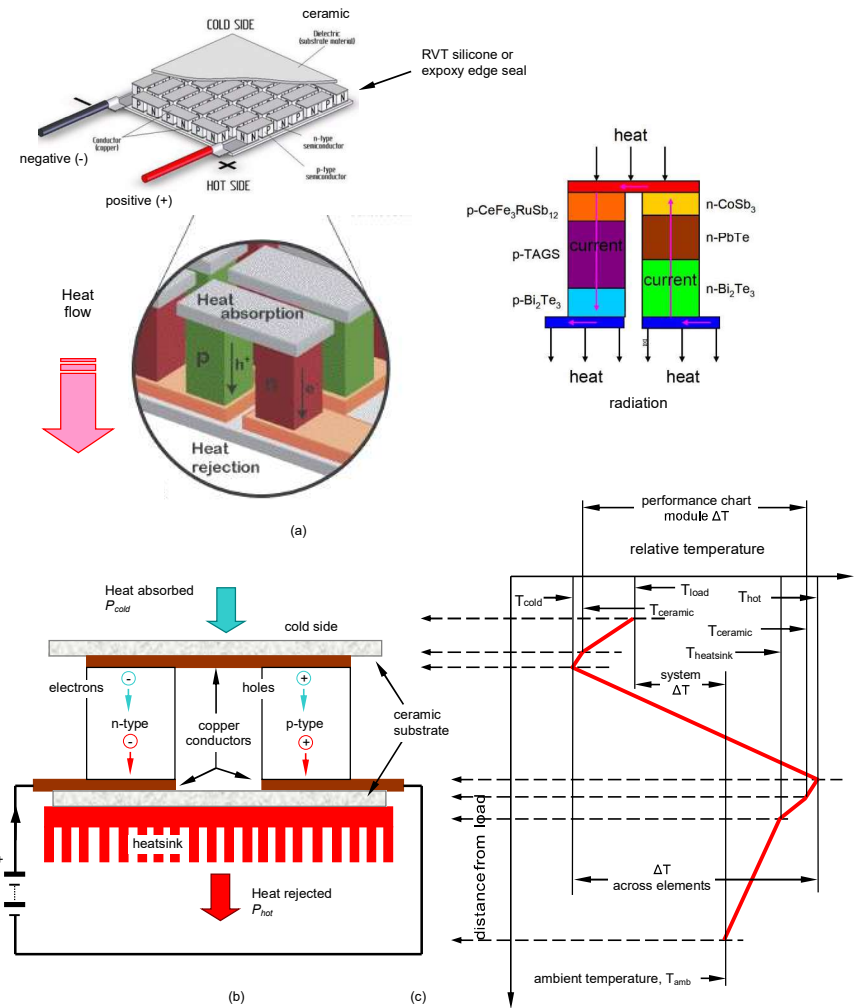 ceramic
COLD SIDE
Dielectric
(substrate material)
RVT silicone or
expoxy edge seal
P N P N P N P N N P N P N P N
Conductor
(copper)
n-type
semiconductor
p-type
semiconductor
negative (-)
HOT SIDE
positive (+)
heat
p-CeFe3RuSb12
n-CoSb3
n-PbTe
current
p-TAGS
current
n-Bi2Te3
p-Bi2Te3
heat
heat
radiation
Heat
flow
Heat
absorption
p
h+
n
e-
Heat
rejection
(a)
performance chart
module ΔT
relative temperature
Heat absorbed
Pcold
cold side
electrons
-
holes
+
n-type
copper
conductors
p-type
-
+
ceramic
substrate
heatsink
+
Heat rejected
Phot
(b)
(c)
Tload
Tcold
Thot
Tceramic
Tceramic
Theatsink
system
ΔT
ΔT
across elements
distance from load
ambient temperature, Tamb